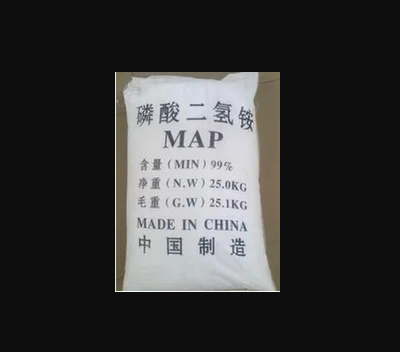 磷酸二氢铵
MAP
含量(MIN)99%
净重(N.W)25.0KG
毛重(G.W)25.1KG
MADE IN CHINA
中国制造